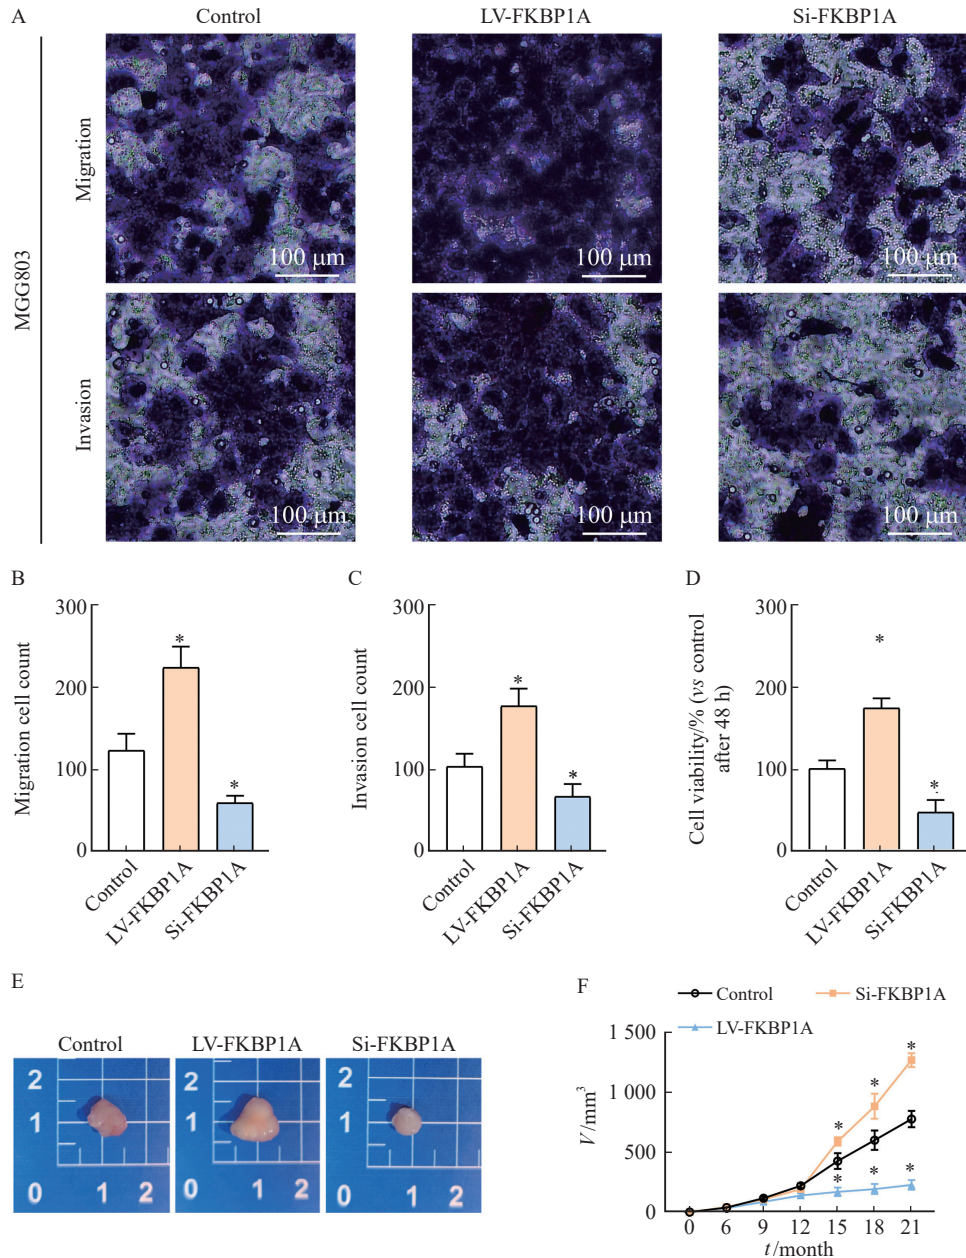 A
Control
LV-FKBP1A
Si-FKBP1A
MGG803
Migration
100 μm
100 μm
100 μm
Invasion
100 μm
100 μm
100 μm
B
Migration cell count
300
200
100
0
*
*
Control
LV-FKBP1A
Si-FKBP1A
C
Invasion cell count
300
200
100
0
*
*
Control
LV-FKBP1A
Si-FKBP1A
D
Cell viability/% (vs control
after 48 h)
300
200
100
0
*
*
Control
LV-FKBP1A
Si-FKBP1A
E
Control
LV-FKBP1A
Si-FKBP1A
2
1
0 1 2
2
1
0 1 2
2
1
0 1 2
F
Control
Si-FKBP1A
LV-FKBP1A
V/mm³
1 500
1 000
500
0
* * *
* * *
0 6 9 12 15 18 21
t/month